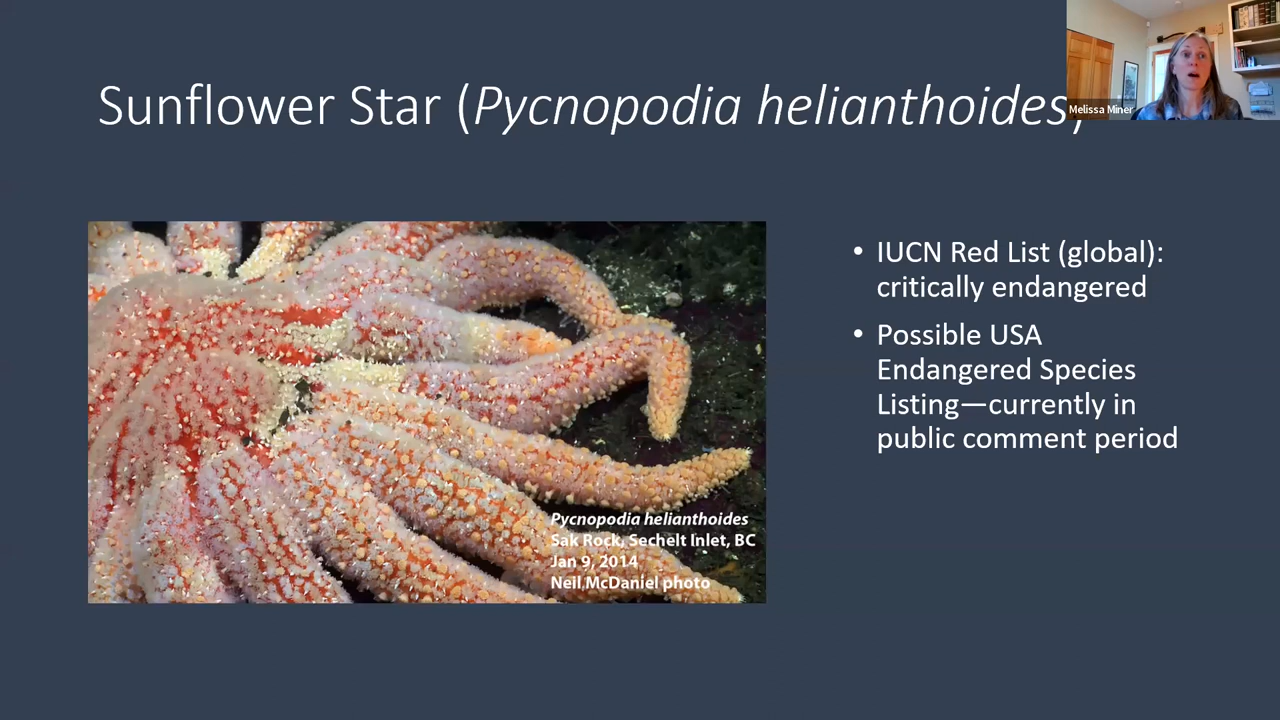 Sunflower Star (Pycnopodia helianthoides)
Melissa Miner
• IUCN Red List (global):
critically endangered
• Possible USA
Endangered Species
Listing—currently in
public comment period
Pycnopodia helianthoides
Sak Rock, Sechelt Inlet, BC
Jan 9, 2014
Neil McDaniel photo